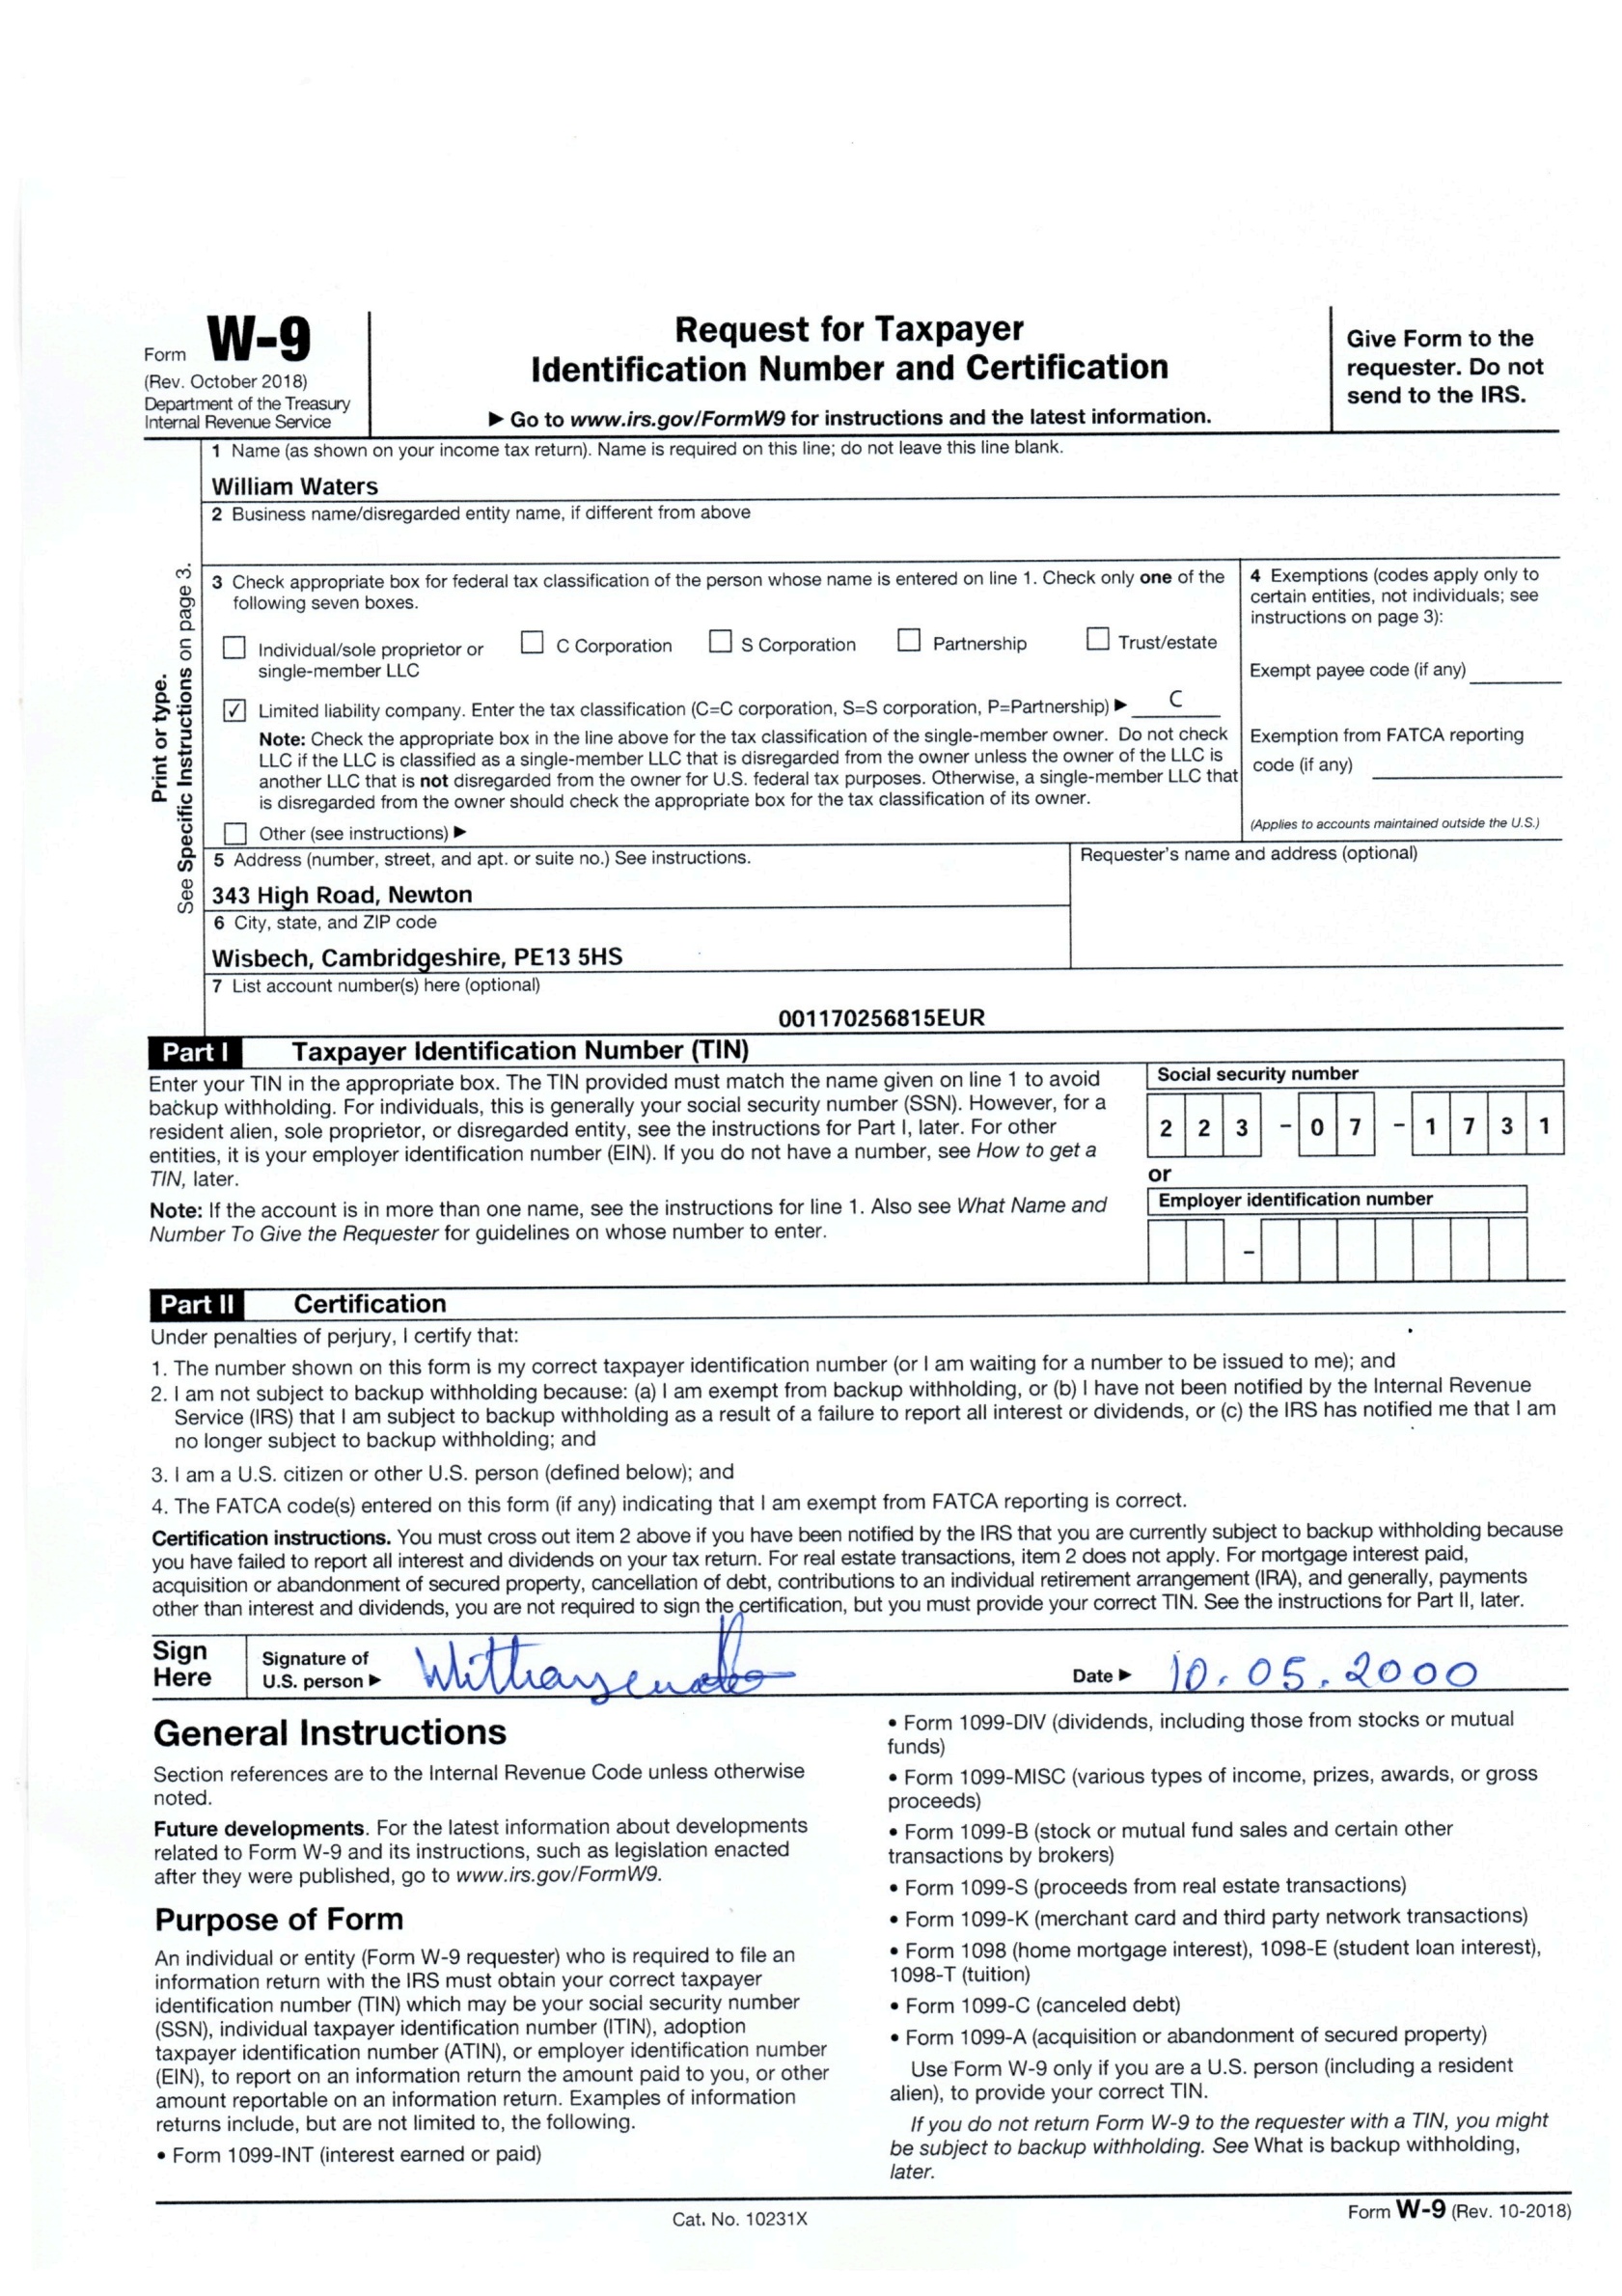 Form W-9
(Rev. October 2018)
Department of the Treasury
Internal Revenue Service
Request for Taxpayer
Identification Number and Certification
▶ Go to www.irs.gov/FormW9 for instructions and the latest information.
Give Form to the
requester. Do not
send to the IRS.
Print or type.
See Specific Instructions on page 3.
1 Name (as shown on your income tax return). Name is required on this line; do not leave this line blank.
William Waters
2 Business name/disregarded entity name, if different from above
3 Check appropriate box for federal tax classification of the person whose name is entered on line 1. Check only one of the
following seven boxes.
☐ Individual/sole proprietor or ☐ C Corporation ☐ S Corporation ☐ Partnership ☐ Trust/estate
single-member LLC
☑ Limited liability company. Enter the tax classification (C=C corporation, S=S corporation, P=Partnership) ▶ C
Note: Check the appropriate box in the line above for the tax classification of the single-member owner. Do not check
LLC if the LLC is classified as a single-member LLC that is disregarded from the owner unless the owner of the LLC is
another LLC that is not disregarded from the owner for U.S. federal tax purposes. Otherwise, a single-member LLC that
is disregarded from the owner should check the appropriate box for the tax classification of its owner.
☐ Other (see instructions) ▶
4 Exemptions (codes apply only to
certain entities, not individuals; see
instructions on page 3):
Exempt payee code (if any)
Exemption from FATCA reporting
code (if any)
(Applies to accounts maintained outside the U.S.)
5 Address (number, street, and apt. or suite no.) See instructions.
343 High Road, Newton
Requester's name and address (optional)
6 City, state, and ZIP code
Wisbech, Cambridgeshire, PE13 5HS
7 List account number(s) here (optional)
001170256815EUR
Part I Taxpayer Identification Number (TIN)
Enter your TIN in the appropriate box. The TIN provided must match the name given on line 1 to avoid
backup withholding. For individuals, this is generally your social security number (SSN). However, for a
resident alien, sole proprietor, or disregarded entity, see the instructions for Part I, later. For other
entities, it is your employer identification number (EIN). If you do not have a number, see How to get a
TIN, later.
Note: If the account is in more than one name, see the instructions for line 1. Also see What Name and
Number To Give the Requester for guidelines on whose number to enter.
Social security number
2 2 3 - 0 7 - 1 7 3 1
or
Employer identification number
-
Part II Certification
Under penalties of perjury, I certify that:
1. The number shown on this form is my correct taxpayer identification number (or I am waiting for a number to be issued to me); and
2. I am not subject to backup withholding because: (a) I am exempt from backup withholding, or (b) I have not been notified by the Internal Revenue
Service (IRS) that I am subject to backup withholding as a result of a failure to report all interest or dividends, or (c) the IRS has notified me that I am
no longer subject to backup withholding; and
3. I am a U.S. citizen or other U.S. person (defined below); and
4. The FATCA code(s) entered on this form (if any) indicating that I am exempt from FATCA reporting is correct.
Certification instructions. You must cross out item 2 above if you have been notified by the IRS that you are currently subject to backup withholding because
you have failed to report all interest and dividends on your tax return. For real estate transactions, item 2 does not apply. For mortgage interest paid,
acquisition or abandonment of secured property, cancellation of debt, contributions to an individual retirement arrangement (IRA), and generally, payments
other than interest and dividends, you are not required to sign the certification, but you must provide your correct TIN. See the instructions for Part II, later.
Sign
Here
Signature of
U.S. person ▶
Date ▶ 10.05.2000
General Instructions
Section references are to the Internal Revenue Code unless otherwise
noted.
Future developments. For the latest information about developments
related to Form W-9 and its instructions, such as legislation enacted
after they were published, go to www.irs.gov/FormW9.
Purpose of Form
An individual or entity (Form W-9 requester) who is required to file an
information return with the IRS must obtain your correct taxpayer
identification number (TIN) which may be your social security number
(SSN), individual taxpayer identification number (ITIN), adoption
taxpayer identification number (ATIN), or employer identification number
(EIN), to report on an information return the amount paid to you, or other
amount reportable on an information return. Examples of information
returns include, but are not limited to, the following.
• Form 1099-INT (interest earned or paid)
• Form 1099-DIV (dividends, including those from stocks or mutual
funds)
• Form 1099-MISC (various types of income, prizes, awards, or gross
proceeds)
• Form 1099-B (stock or mutual fund sales and certain other
transactions by brokers)
• Form 1099-S (proceeds from real estate transactions)
• Form 1099-K (merchant card and third party network transactions)
• Form 1098 (home mortgage interest), 1098-E (student loan interest),
1098-T (tuition)
• Form 1099-C (canceled debt)
• Form 1099-A (acquisition or abandonment of secured property)
Use Form W-9 only if you are a U.S. person (including a resident
alien), to provide your correct TIN.
If you do not return Form W-9 to the requester with a TIN, you might
be subject to backup withholding. See What is backup withholding,
later.
Cat. No. 10231X
Form W-9 (Rev. 10-2018)